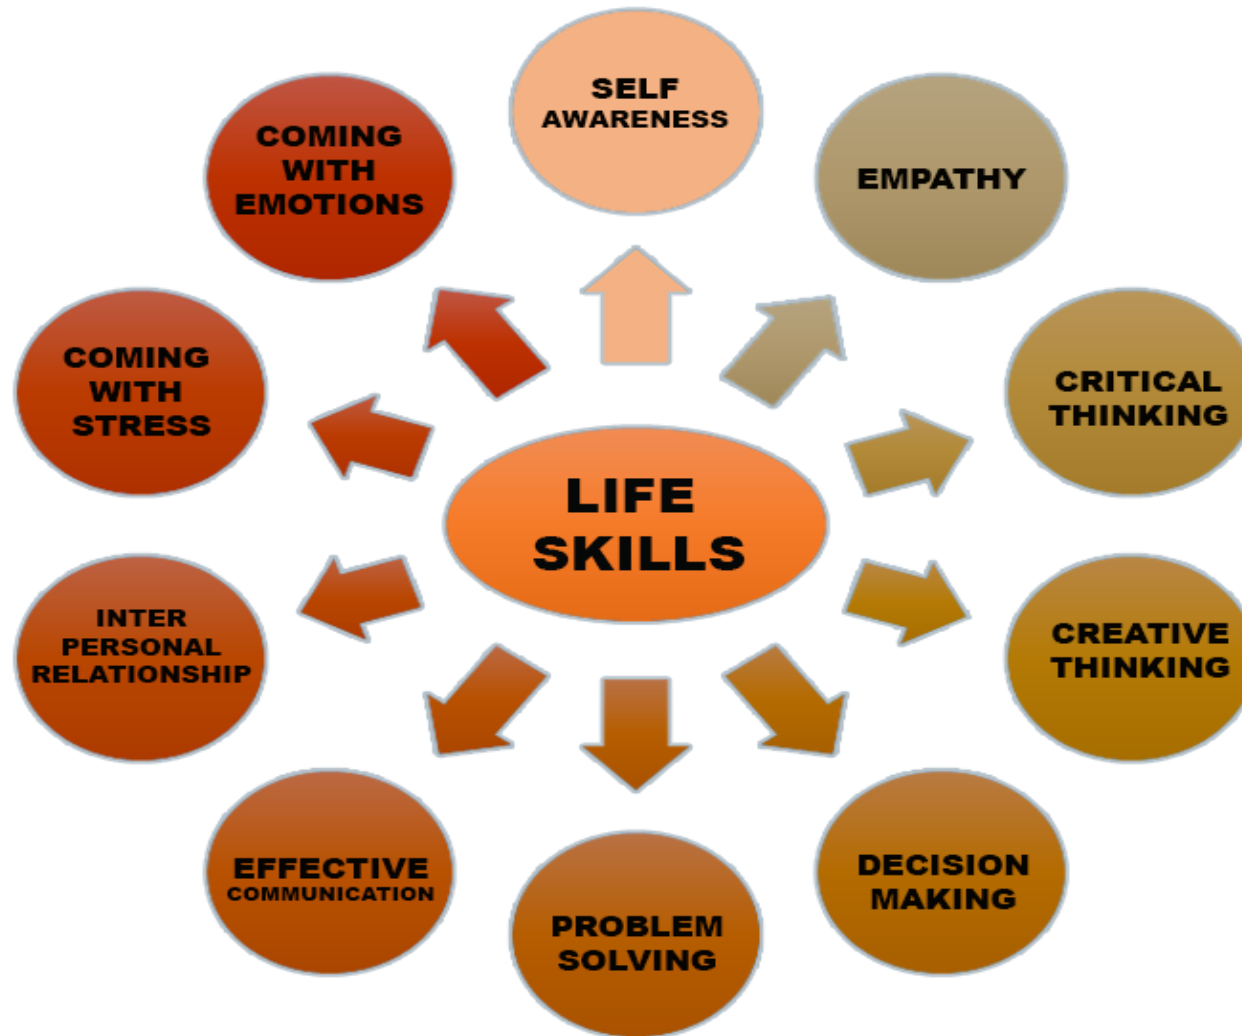 SELF
AWARENESS
EMPATHY
CRITICAL
THINKING
CREATIVE
THINKING
DECISION
MAKING
PROBLEM
SOLVING
EFFECTIVE
COMMUNICATION
INTER
PERSONAL
RELATIONSHIP
COMING
WITH
STRESS
COMING
WITH
EMOTIONS
LIFE
SKILLS